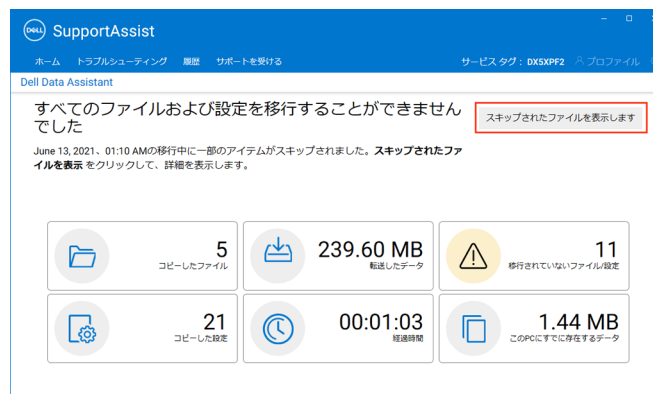 DELL SupportAssist
ホーム トラブルシューティング 履歴 サポートを受ける サービス タグ： DX5XPF2 プロファイル
Dell Data Assistant
すべてのファイルおよび設定を移行することができません
でした
スキップされたファイルを表示します
June 13, 2021、01:10 AMの移行中に一部のアイテムがスキップされました。スキップされたファ
イルを表示 をクリックして、詳細を表示します。
5
コピーしたファイル
239.60 MB
転送したデータ
11
移行されていないファイル/設定
21
コピーした設定
00:01:03
経過時間
1.44 MB
このPCにすでに存在するデータ